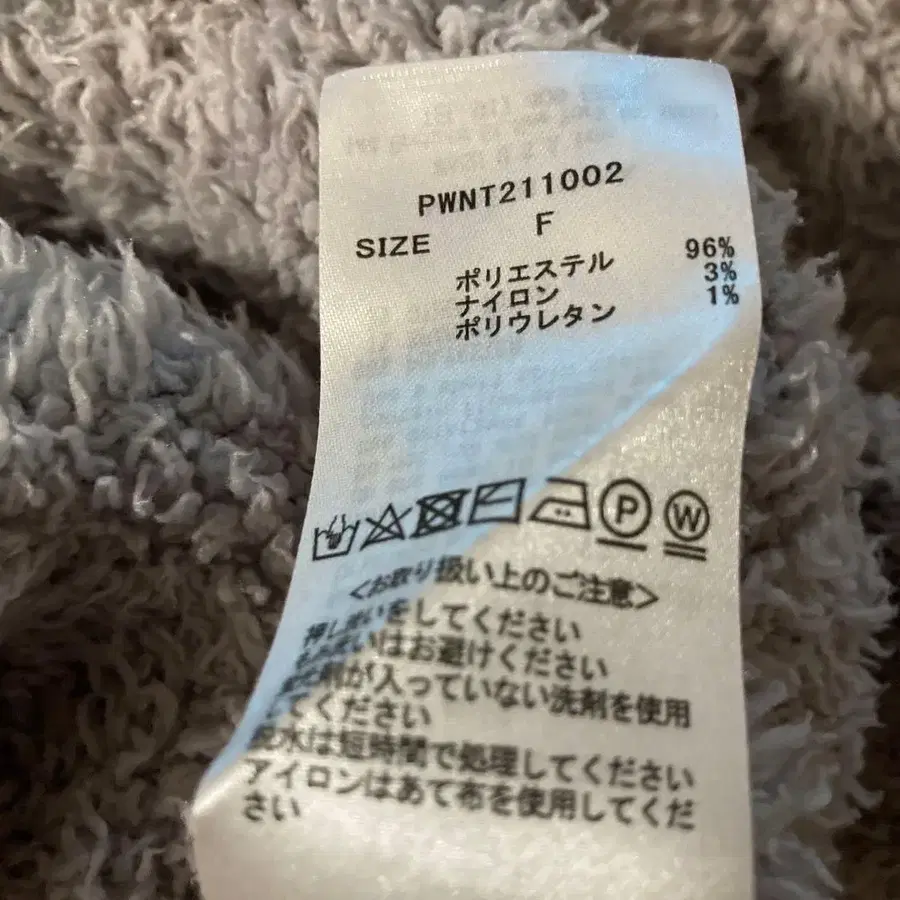 PWNT211002
SIZE F
ポリエステル 96%
ナイロン 3%
ポリウレタン 1%
P W
<お取り扱い上のご注意>
押し洗いをしてください
もみ洗いはお避けください
剤が入っていない洗剤を使用
してください
脱水は短時間で処理してください
アイロンはあて布を使用してくだ
さい